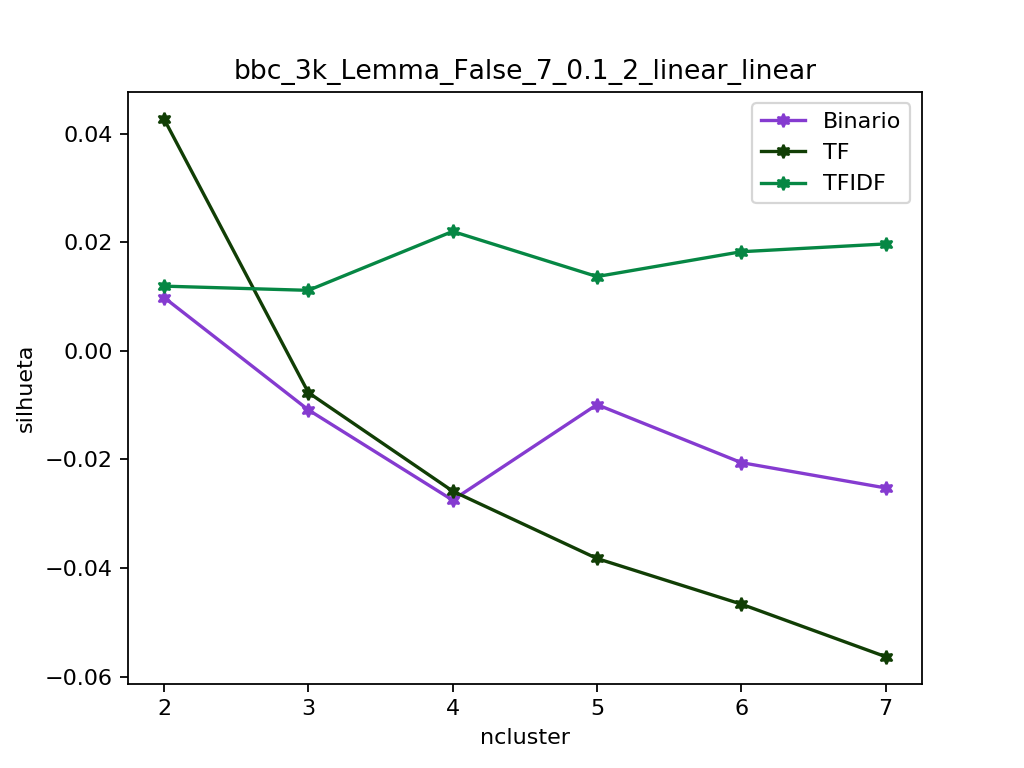 bbc_3k_Lemma_False_7_0.1_2_linear_linear
Binario
TF
TFIDF
silhueta
0.04
0.02
0.00
−0.02
−0.04
−0.06
2 3 4 5 6 7
ncluster